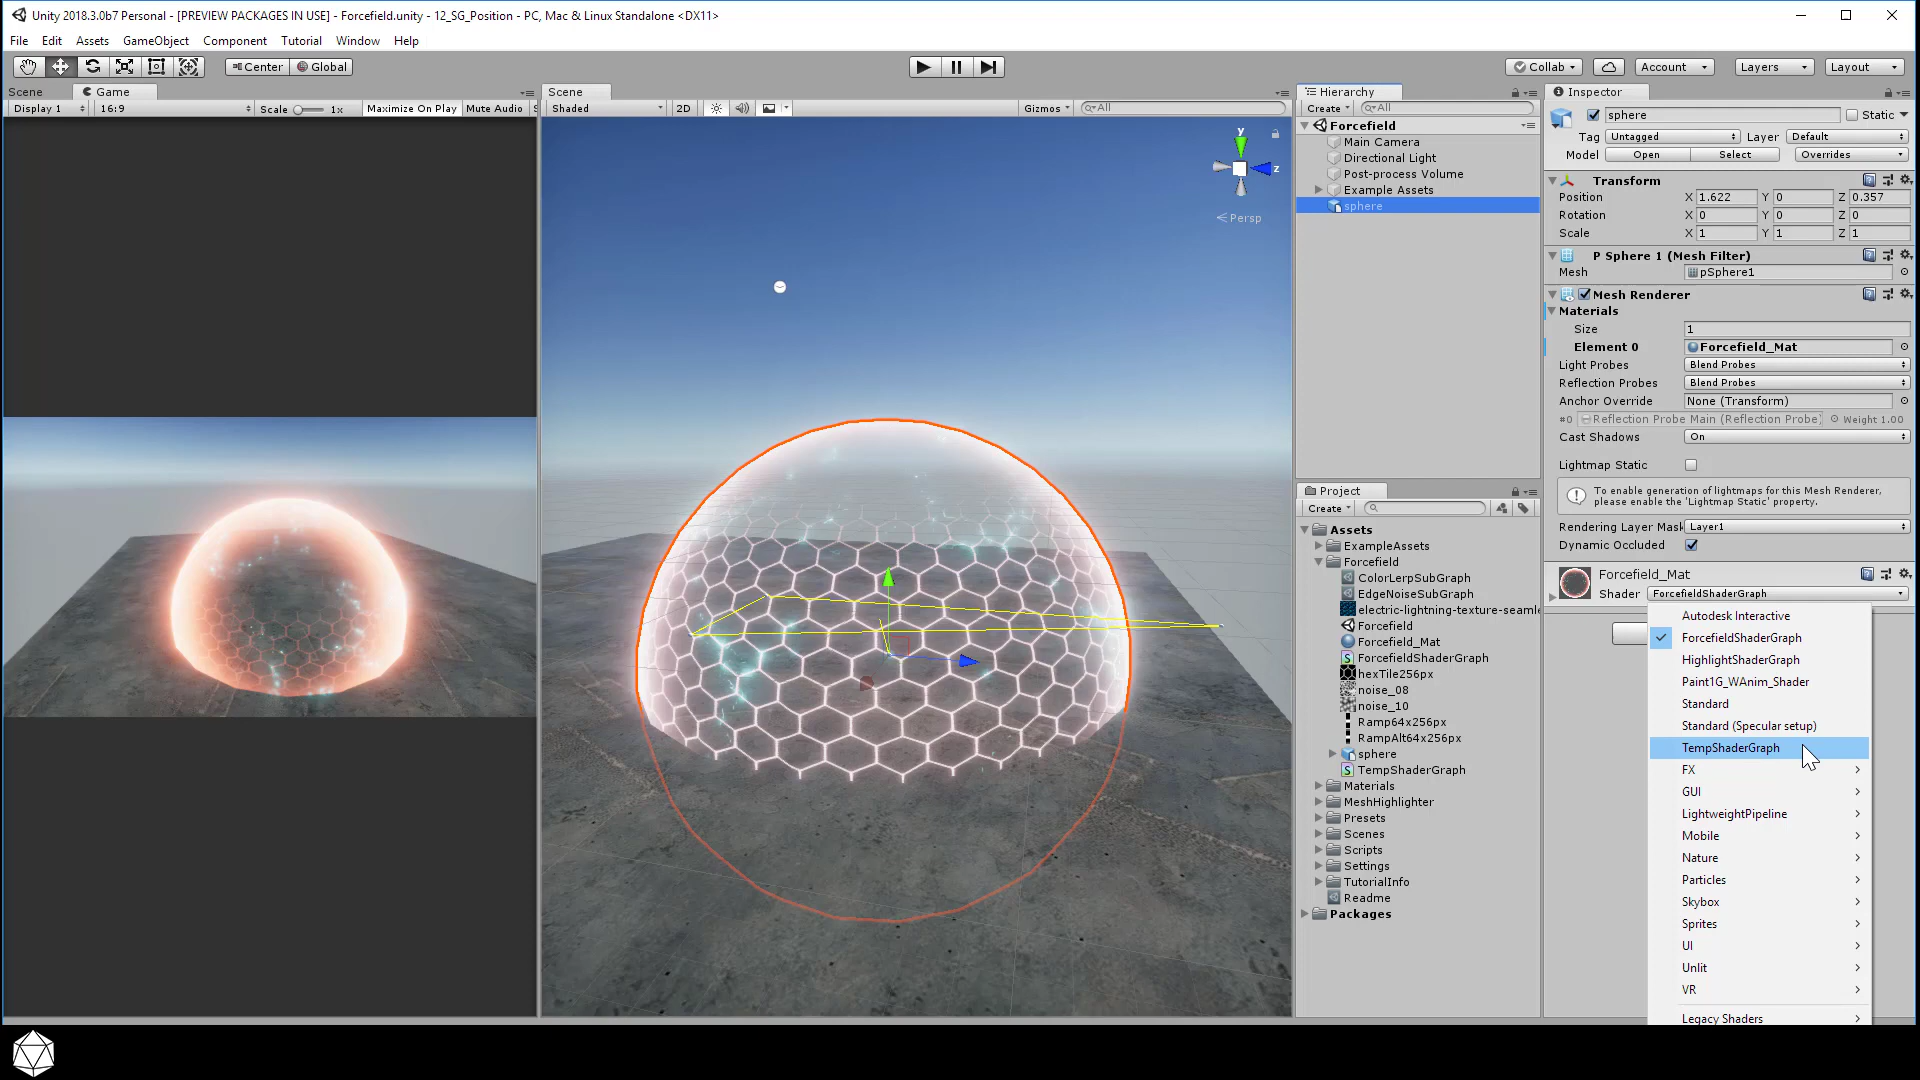 Unity 2018.3.0b7 Personal - [PREVIEW PACKAGES IN USE] - Forcefield.unity - 12_SG_Position - PC, Mac & Linux Standalone <DX11>
File Edit Assets GameObject Component Tutorial Window Help
Center Global Collab Account Layers Layout
Scene Game
Display 1 16:9 Scale 1x Maximize On Play Mute Audio S
Scene
Shaded 2D Gizmos All
y
z
Persp
Hierarchy
Create All
Forcefield
Main Camera
Directional Light
Post-process Volume
Example Assets
sphere
Project
Create
Assets
ExampleAssets
Forcefield
ColorLerpSubGraph
EdgeNoiseSubGraph
electric-lightning-texture-seamle
Forcefield
Forcefield_Mat
ForcefieldShaderGraph
hexTile256px
noise_08
noise_10
Ramp64x256px
RampAlt64x256px
sphere
TempShaderGraph
Materials
MeshHighlighter
Presets
Scenes
Scripts
Settings
TutorialInfo
Readme
Packages
Inspector
sphere Static
Tag Untagged Layer Default
Model Open Select Overrides
Transform
Position X 1.622 Y 0 Z 0.357
Rotation X 0 Y 0 Z 0
Scale X 1 Y 1 Z 1
P Sphere 1 (Mesh Filter)
Mesh pSphere1
Mesh Renderer
Materials
Size 1
Element 0 Forcefield_Mat
Light Probes Blend Probes
Reflection Probes Blend Probes
Anchor Override None (Transform)
#0 Reflection Probe Main (Reflection Probe) Weight 1.00
Cast Shadows On
Lightmap Static
To enable generation of lightmaps for this Mesh Renderer,
please enable the 'Lightmap Static' property.
Rendering Layer Mask Layer1
Dynamic Occluded
Forcefield_Mat
Shader ForcefieldShaderGraph
Autodesk Interactive
ForcefieldShaderGraph
HighlightShaderGraph
Paint1G_WAnim_Shader
Standard
Standard (Specular setup)
TempShaderGraph
FX
GUI
LightweightPipeline
Mobile
Nature
Particles
Skybox
Sprites
UI
Unlit
VR
Legacy Shaders